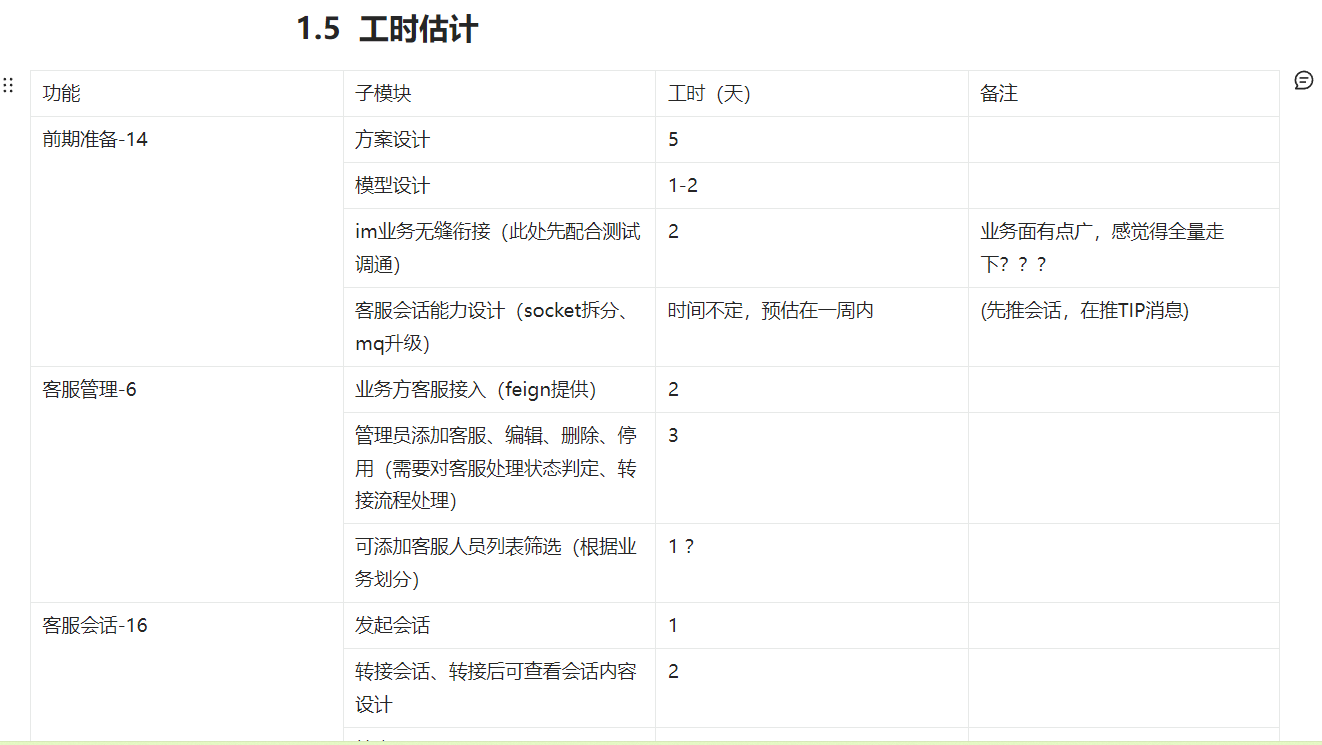 1.5 工时估计
功能 子模块 工时（天） 备注
前期准备-14 方案设计 5
模型设计 1-2
im业务无缝衔接（此处先配合测试 2 业务面有点广，感觉得全量走
调通） 下？？？
客服会话能力设计（socket拆分、 时间不定，预估在一周内 (先推会话，在推TIP消息)
mq升级）
客服管理-6 业务方客服接入（feign提供） 2
管理员添加客服、编辑、删除、停 3
用（需要对客服处理状态判定、转
接流程处理）
可添加客服人员列表筛选（根据业 1？
务划分）
客服会话-16 发起会话 1
转接会话、转接后可查看会话内容 2
设计